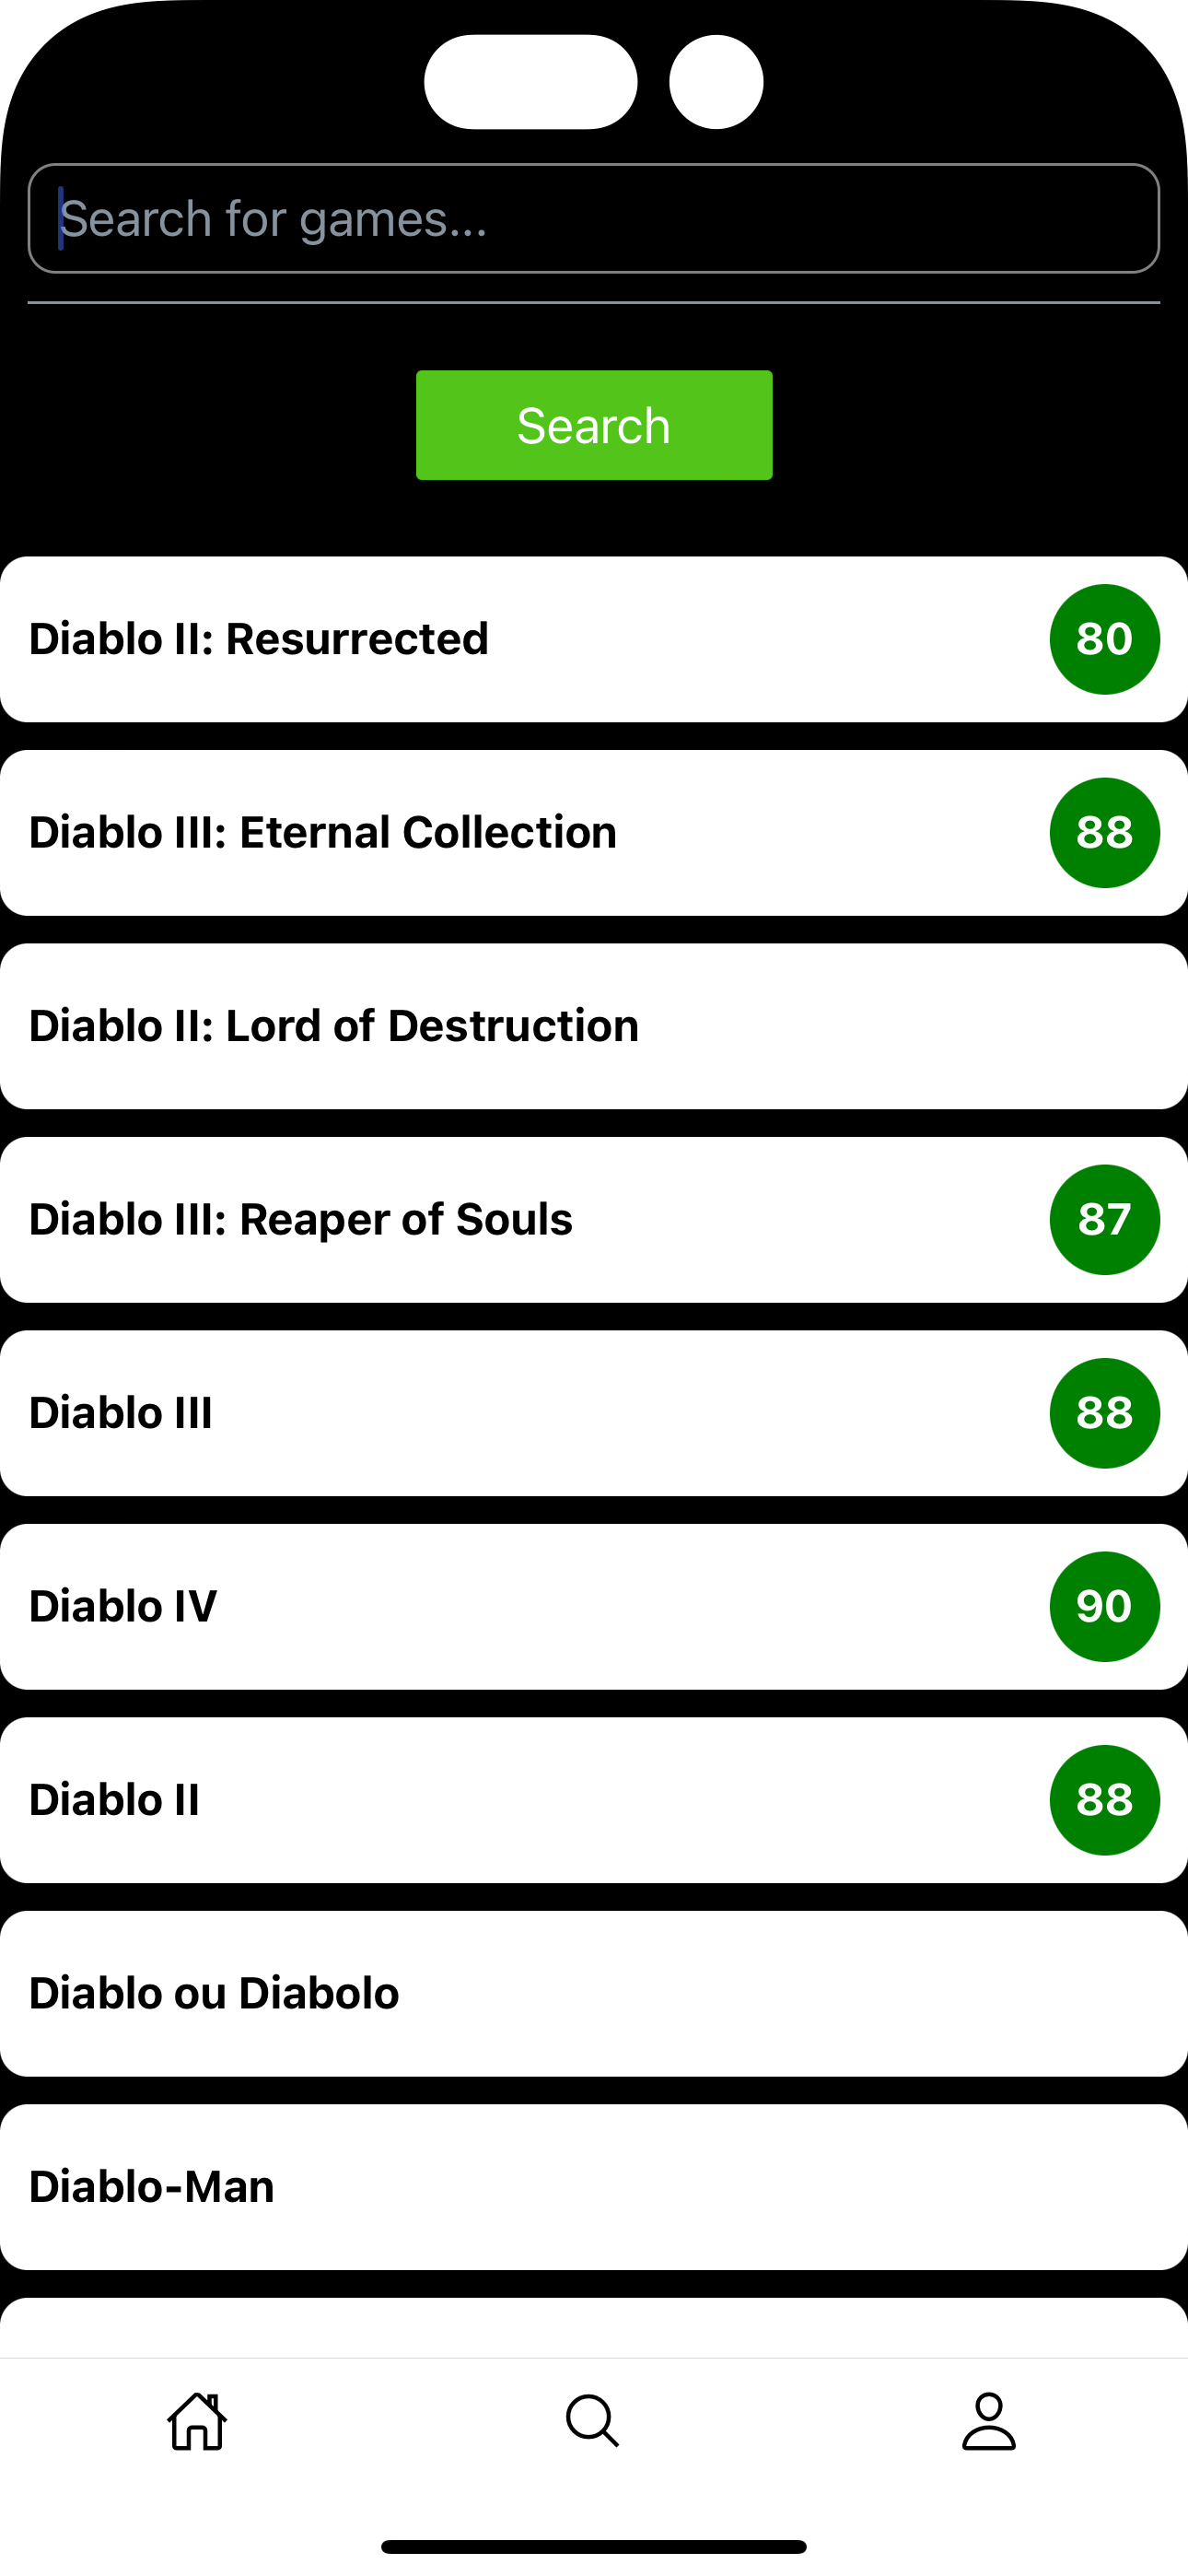 Search for games...
Search
Diablo II: Resurrected
80
Diablo III: Eternal Collection
88
Diablo II: Lord of Destruction
Diablo III: Reaper of Souls
87
Diablo III
88
Diablo IV
90
Diablo II
88
Diablo ou Diabolo
Diablo-Man